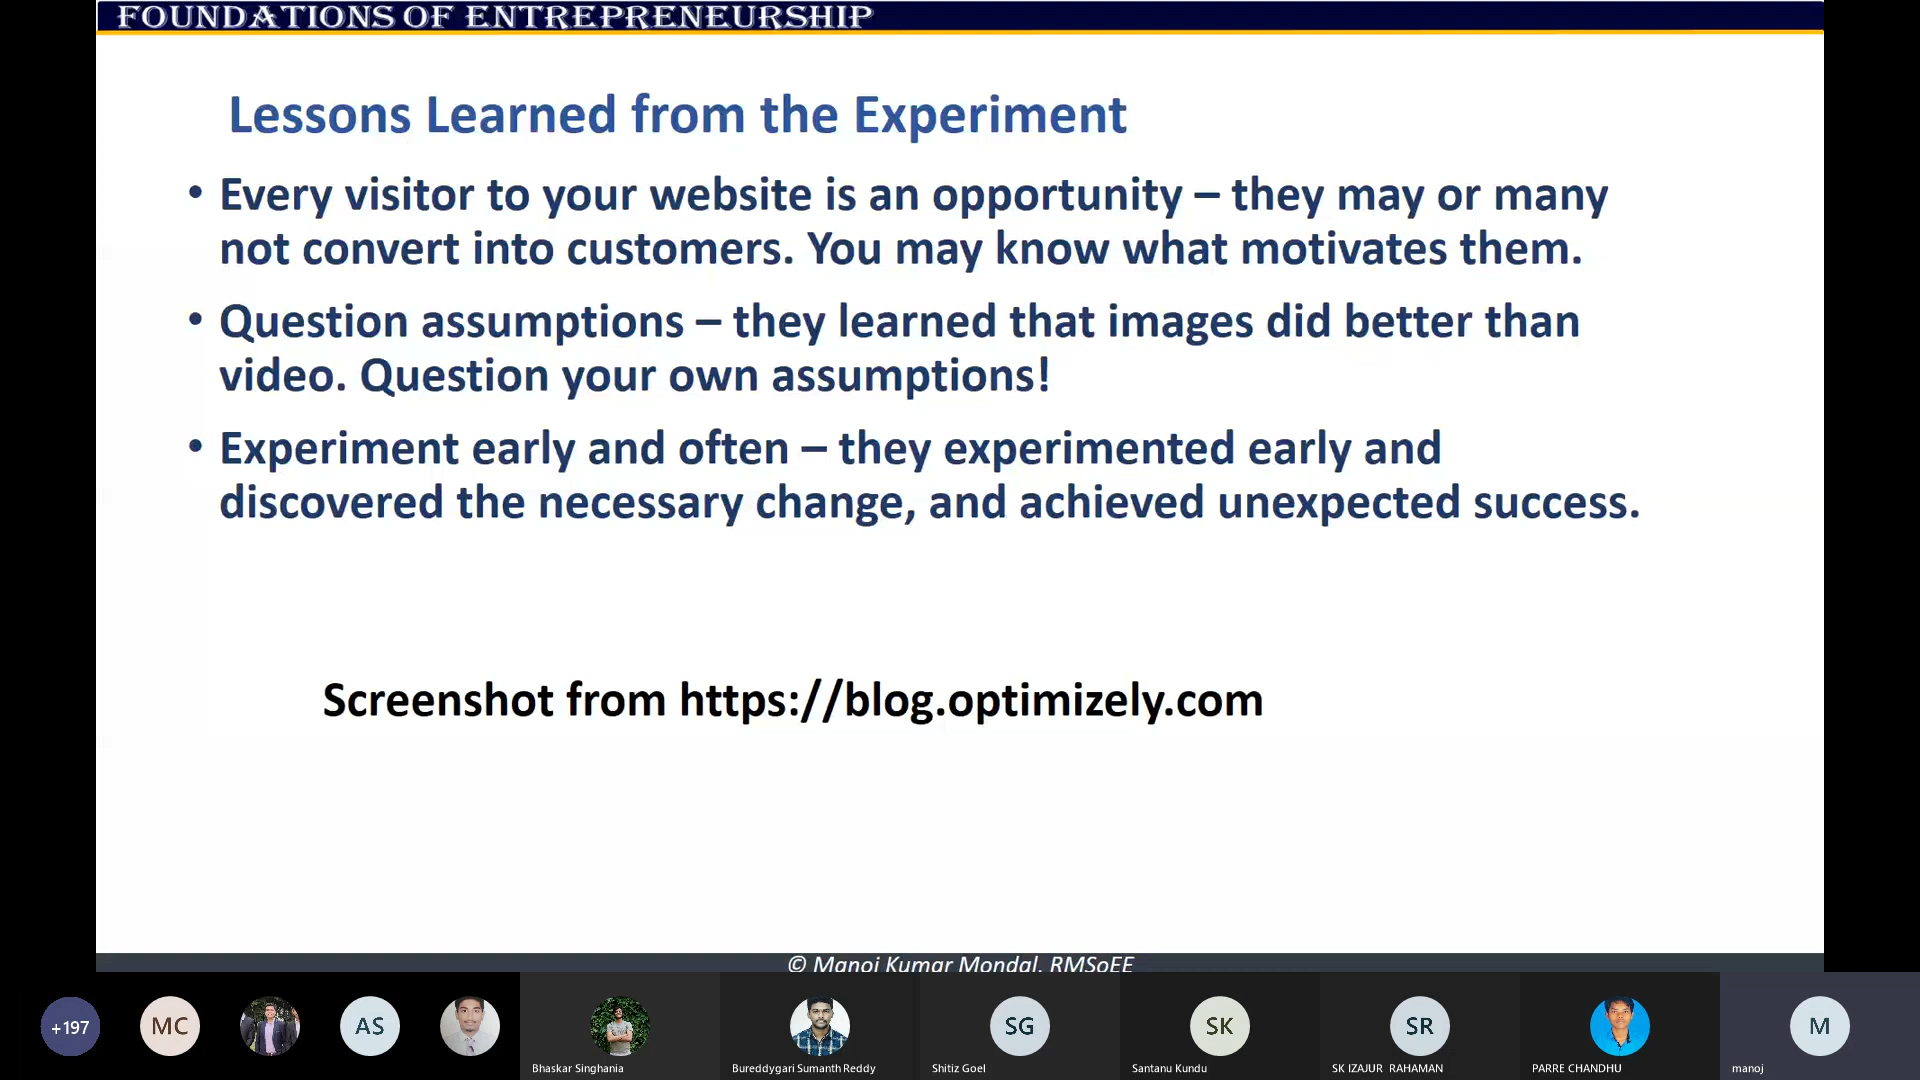 FOUNDATIONS OF ENTREPRENEURSHIP
Lessons Learned from the Experiment
• Every visitor to your website is an opportunity – they may or many
not convert into customers. You may know what motivates them.
• Question assumptions – they learned that images did better than
video. Question your own assumptions!
• Experiment early and often – they experimented early and
discovered the necessary change, and achieved unexpected success.
Screenshot from https://blog.optimizely.com
© Manoj Kumar Mondal, RMSoEE
+197
MC
AS
SG
SK
SR
M
Bhaskar Singhania
Bureddygari Sumanth Reddy
Shitiz Goel
Santanu Kundu
SK IZAJUR RAHAMAN
PARRE CHANDHU
manoj